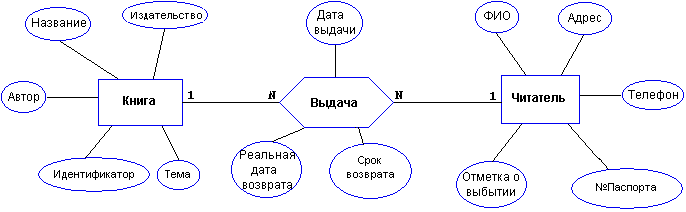 Название
Издательство
Автор
Книга
Идентификатор
Тема
1
N
Дата
выдачи
Выдача
Реальная
дата
возврата
Срок
возврата
N
1
ФИО
Адрес
Читатель
Телефон
Отметка о
выбытии
№Паспорта